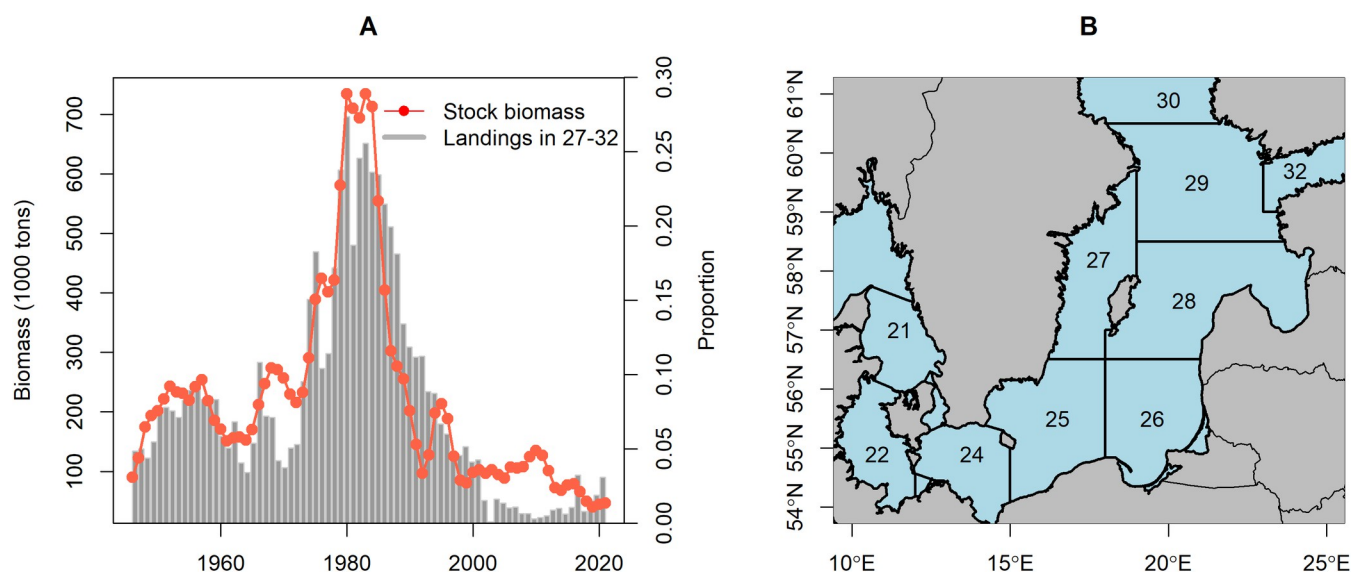 A
Biomass (1000 tons)
700
600
500
400
300
200
100
Stock biomass
Landings in 27-32
0.30
0.25
0.20
0.15
0.10
0.05
0.00
Proportion
1960
1980
2000
2020
B
61°N
60°N
59°N
58°N
57°N
56°N
55°N
54°N
30
29
32
27
28
21
25
26
22
24
10°E
15°E
20°E
25°E